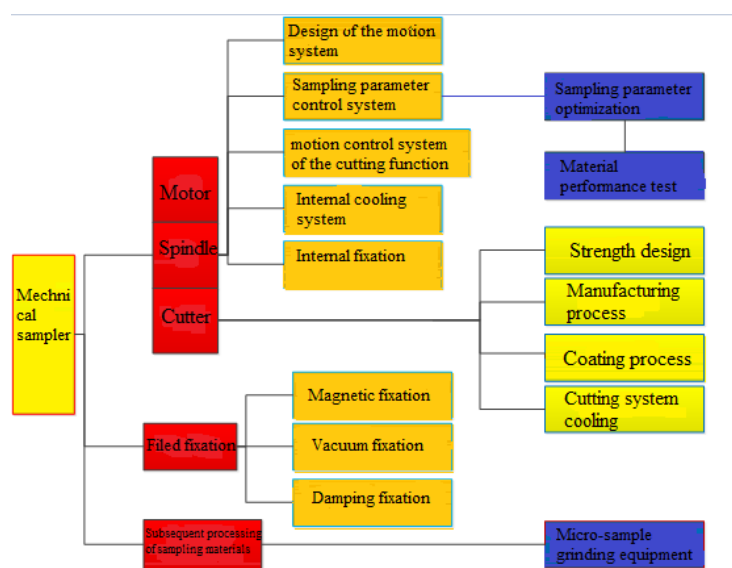 Mechni
cal
sampler
Motor
Spindle
Cutter
Design of the motion
system
Sampling parameter
control system
motion control system
of the cutting function
Internal cooling
system
Internal fixation
Sampling parameter
optimization
Material
performance test
Strength design
Manufacturing
process
Coating process
Cutting system
cooling
Filed fixation
Magnetic fixation
Vacuum fixation
Damping fixation
Subsequent processing
of sampling materials
Micro-sample
grinding equipment